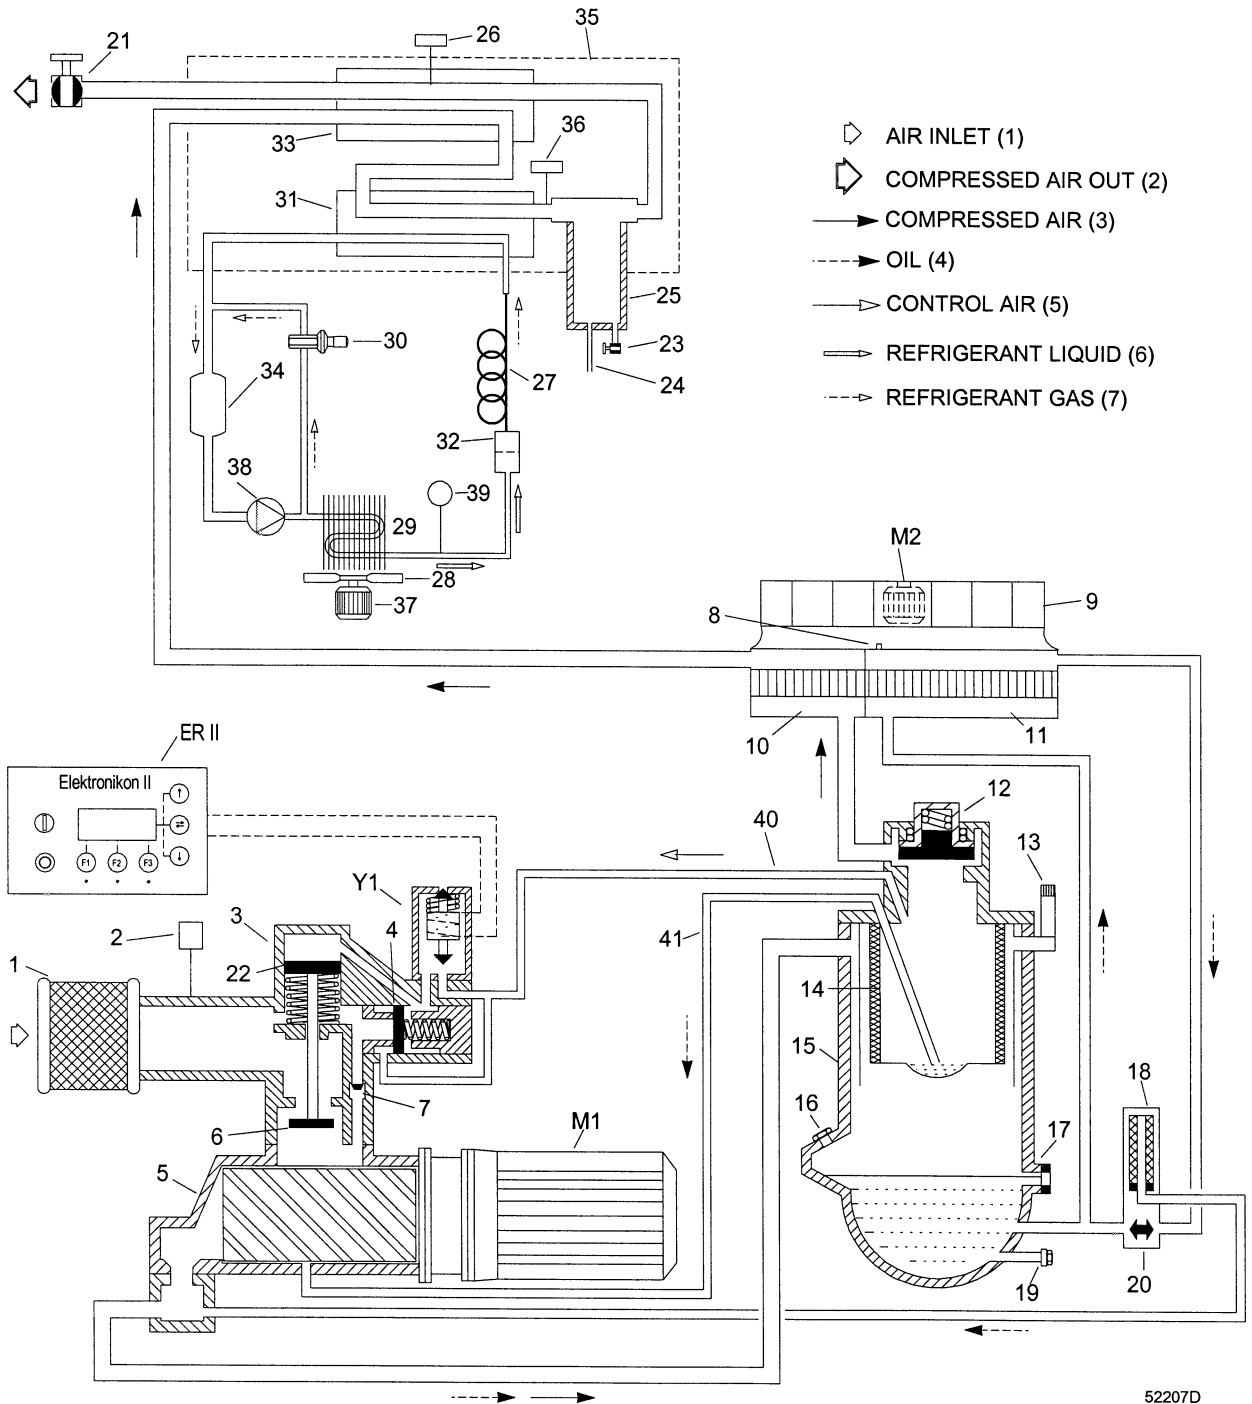 35
21
26
36
33
31
AIR INLET (1)
COMPRESSED AIR OUT (2)
COMPRESSED AIR (3)
OIL (4)
CONTROL AIR (5)
REFRIGERANT LIQUID (6)
REFRIGERANT GAS (7)
25
23
24
30
34
27
32
38
39
29
28
37
M2
8
9
10
11
ER II
Elektronikon II
F1
F2
F3
12
40
13
Y1
2
3
4
41
1
22
14
15
7
16
18
6
M1
17
5
19
20
52207D